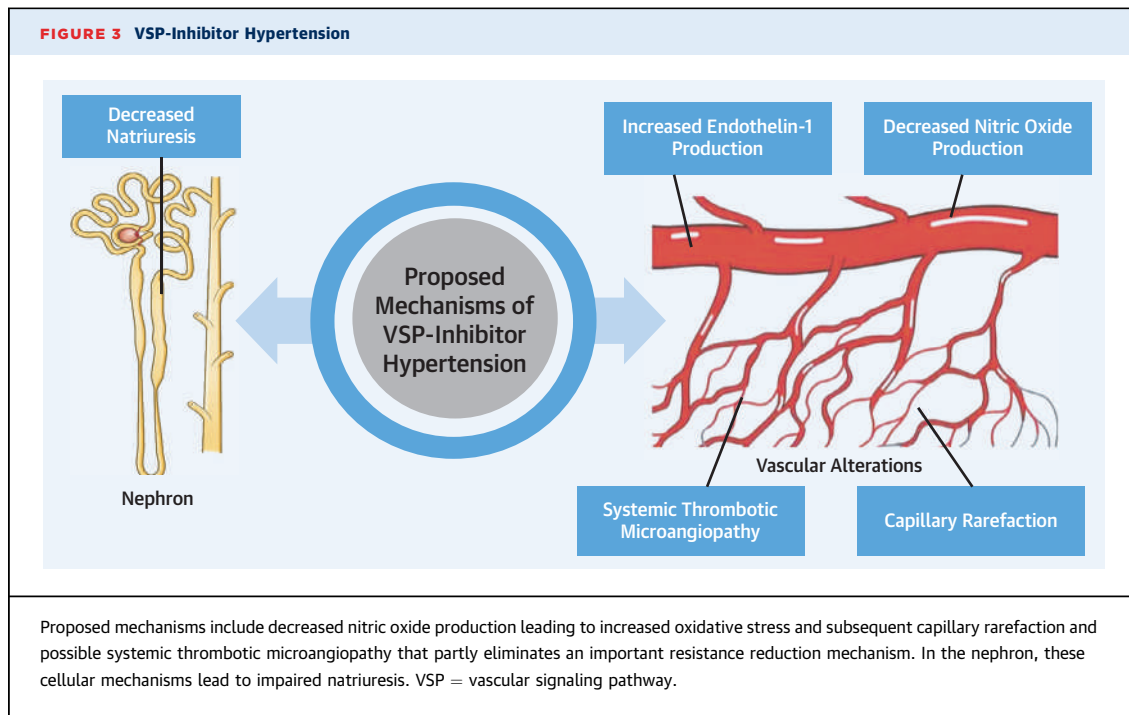 FIGURE 3 VSP-Inhibitor Hypertension
Decreased
Natriuresis
Nephron
Proposed
Mechanisms of
VSP-Inhibitor
Hypertension
Increased Endothelin-1
Production
Decreased Nitric Oxide
Production
Vascular Alterations
Systemic Thrombotic
Microangiopathy
Capillary Rarefaction
Proposed mechanisms include decreased nitric oxide production leading to increased oxidative stress and subsequent capillary rarefaction and
possible systemic thrombotic microangiopathy that partly eliminates an important resistance reduction mechanism. In the nephron, these
cellular mechanisms lead to impaired natriuresis. VSP = vascular signaling pathway.